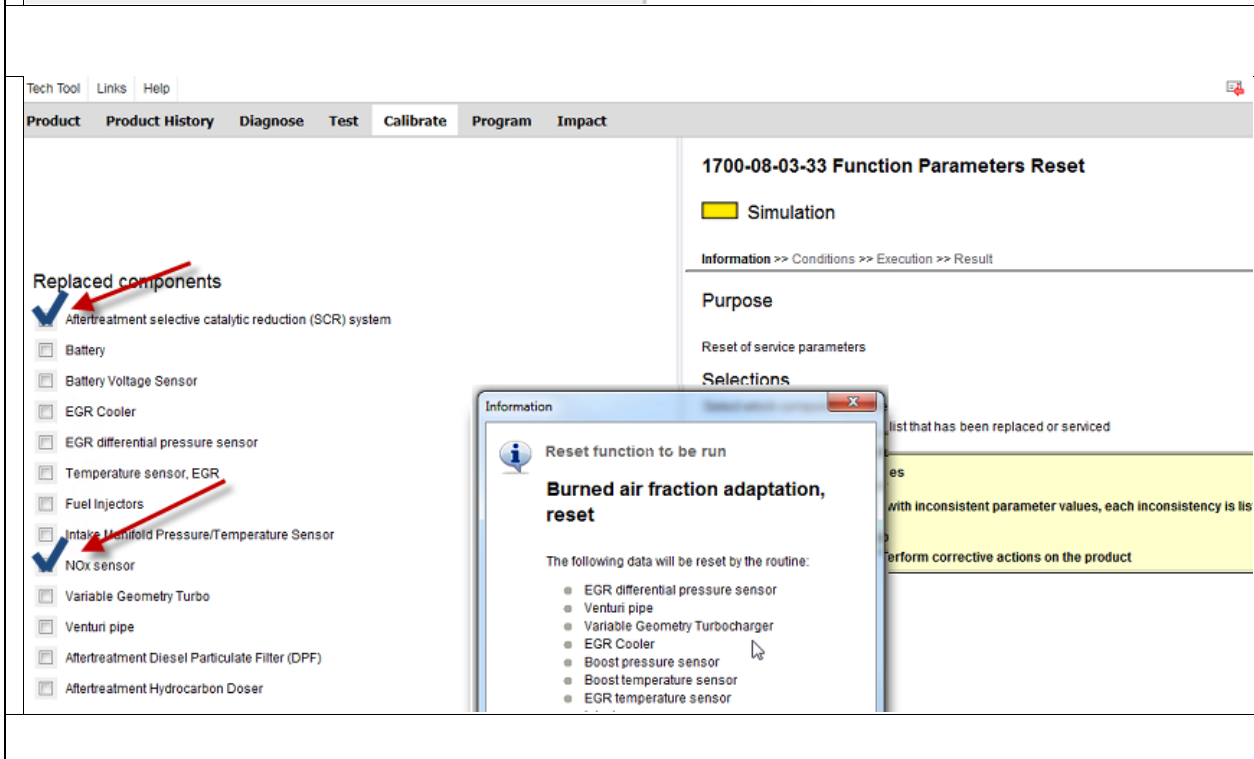 Tech Tool Links Help
Product Product History Diagnose Test Calibrate Program Impact
1700-08-03-33 Function Parameters Reset
Simulation
Information >> Conditions >> Execution >> Result
Replaced components
Aftertreatment selective catalytic reduction (SCR) system
Battery
Battery Voltage Sensor
EGR Cooler
EGR differential pressure sensor
Temperature sensor, EGR
Fuel Injectors
Intake Manifold Pressure/Temperature Sensor
NOx sensor
Variable Geometry Turbo
Venturi pipe
Aftertreatment Diesel Particulate Filter (DPF)
Aftertreatment Hydrocarbon Doser
Purpose
Reset of service parameters
Selections
list that has been replaced or serviced
es
with inconsistent parameter values, each inconsistency is lis
erform corrective actions on the product
Information
Reset function to be run
Burned air fraction adaptation,
reset
The following data will be reset by the routine:
EGR differential pressure sensor
Venturi pipe
Variable Geometry Turbocharger
EGR Cooler
Boost pressure sensor
Boost temperature sensor
EGR temperature sensor